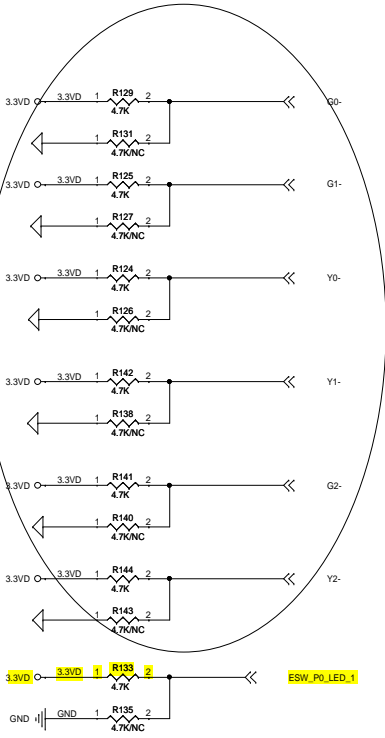 R129
3.3VD 3.3VD 1 2 G0-
4.7K
R131
1 2
4.7K/NC
R125
3.3VD 3.3VD 1 2 G1-
4.7K
R127
1 2
4.7K/NC
R124
3.3VD 3.3VD 1 2 Y0-
4.7K
R126
1 2
4.7K/NC
R142
3.3VD 3.3VD 1 2 Y1-
4.7K
R138
1 2
4.7K/NC
R141
3.3VD 3.3VD 1 2 G2-
4.7K
R140
1 2
4.7K/NC
R144
3.3VD 3.3VD 1 2 Y2-
4.7K
R143
1 2
4.7K/NC
R133
3.3VD 3.3VD 1 2 ESW_P0_LED_1
4.7K
R135
GND GND 1 2
4.7K/NC